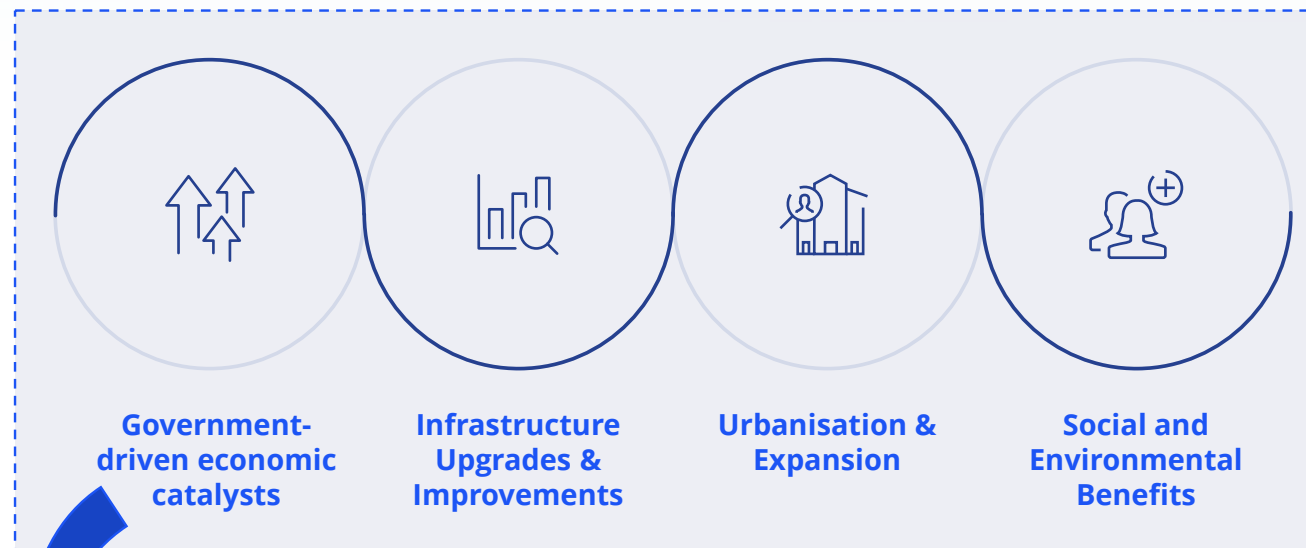 Government-
driven economic
catalysts
Infrastructure
Upgrades &
Improvements
Urbanisation &
Expansion
Social and
Environmental
Benefits